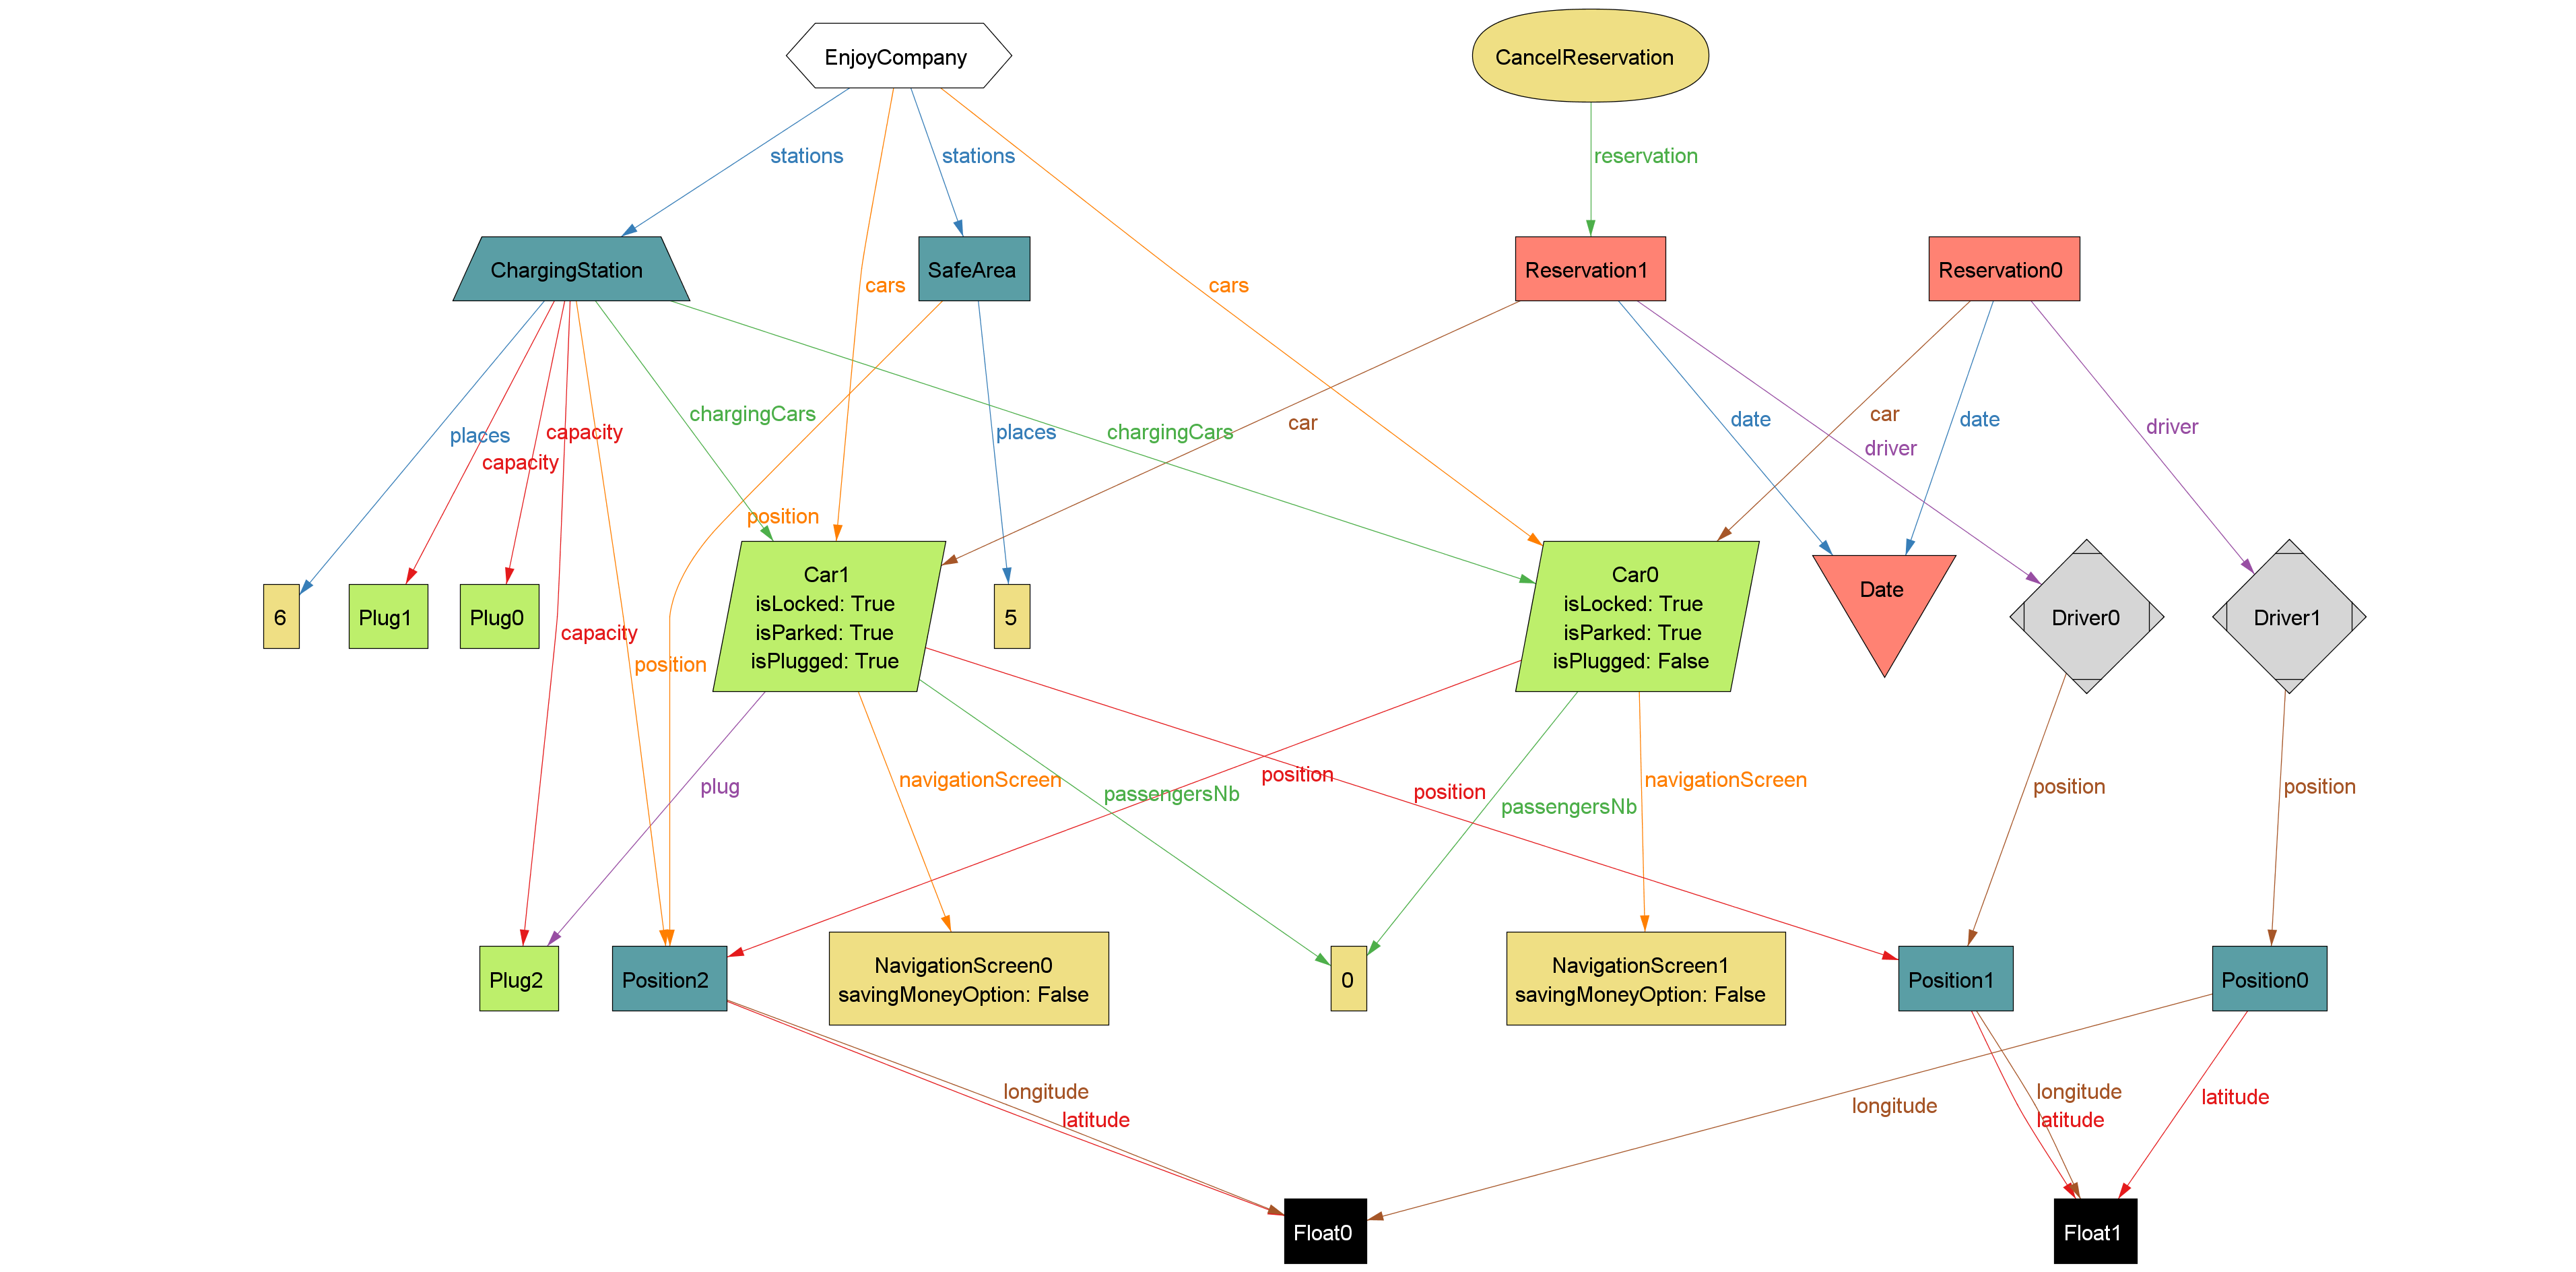 EnjoyCompany
CancelReservation
stations
stations
reservation
ChargingStation
SafeArea
cars
cars
Reservation1
Reservation0
chargingCars
chargingCars
car
date
car
date
driver
driver
places
capacity
capacity
places
position
Car1
isLocked: True
isParked: True
isPlugged: True
Car0
isLocked: True
isParked: True
isPlugged: False
Date
6
Plug1
Plug0
5
Driver0
Driver1
capacity
position
plug
navigationScreen
passengersNb
position
position
passengersNb
navigationScreen
position
position
Plug2
Position2
NavigationScreen0
savingMoneyOption: False
0
NavigationScreen1
savingMoneyOption: False
Position1
Position0
longitude
latitude
longitude
longitude
latitude
latitude
Float0
Float1